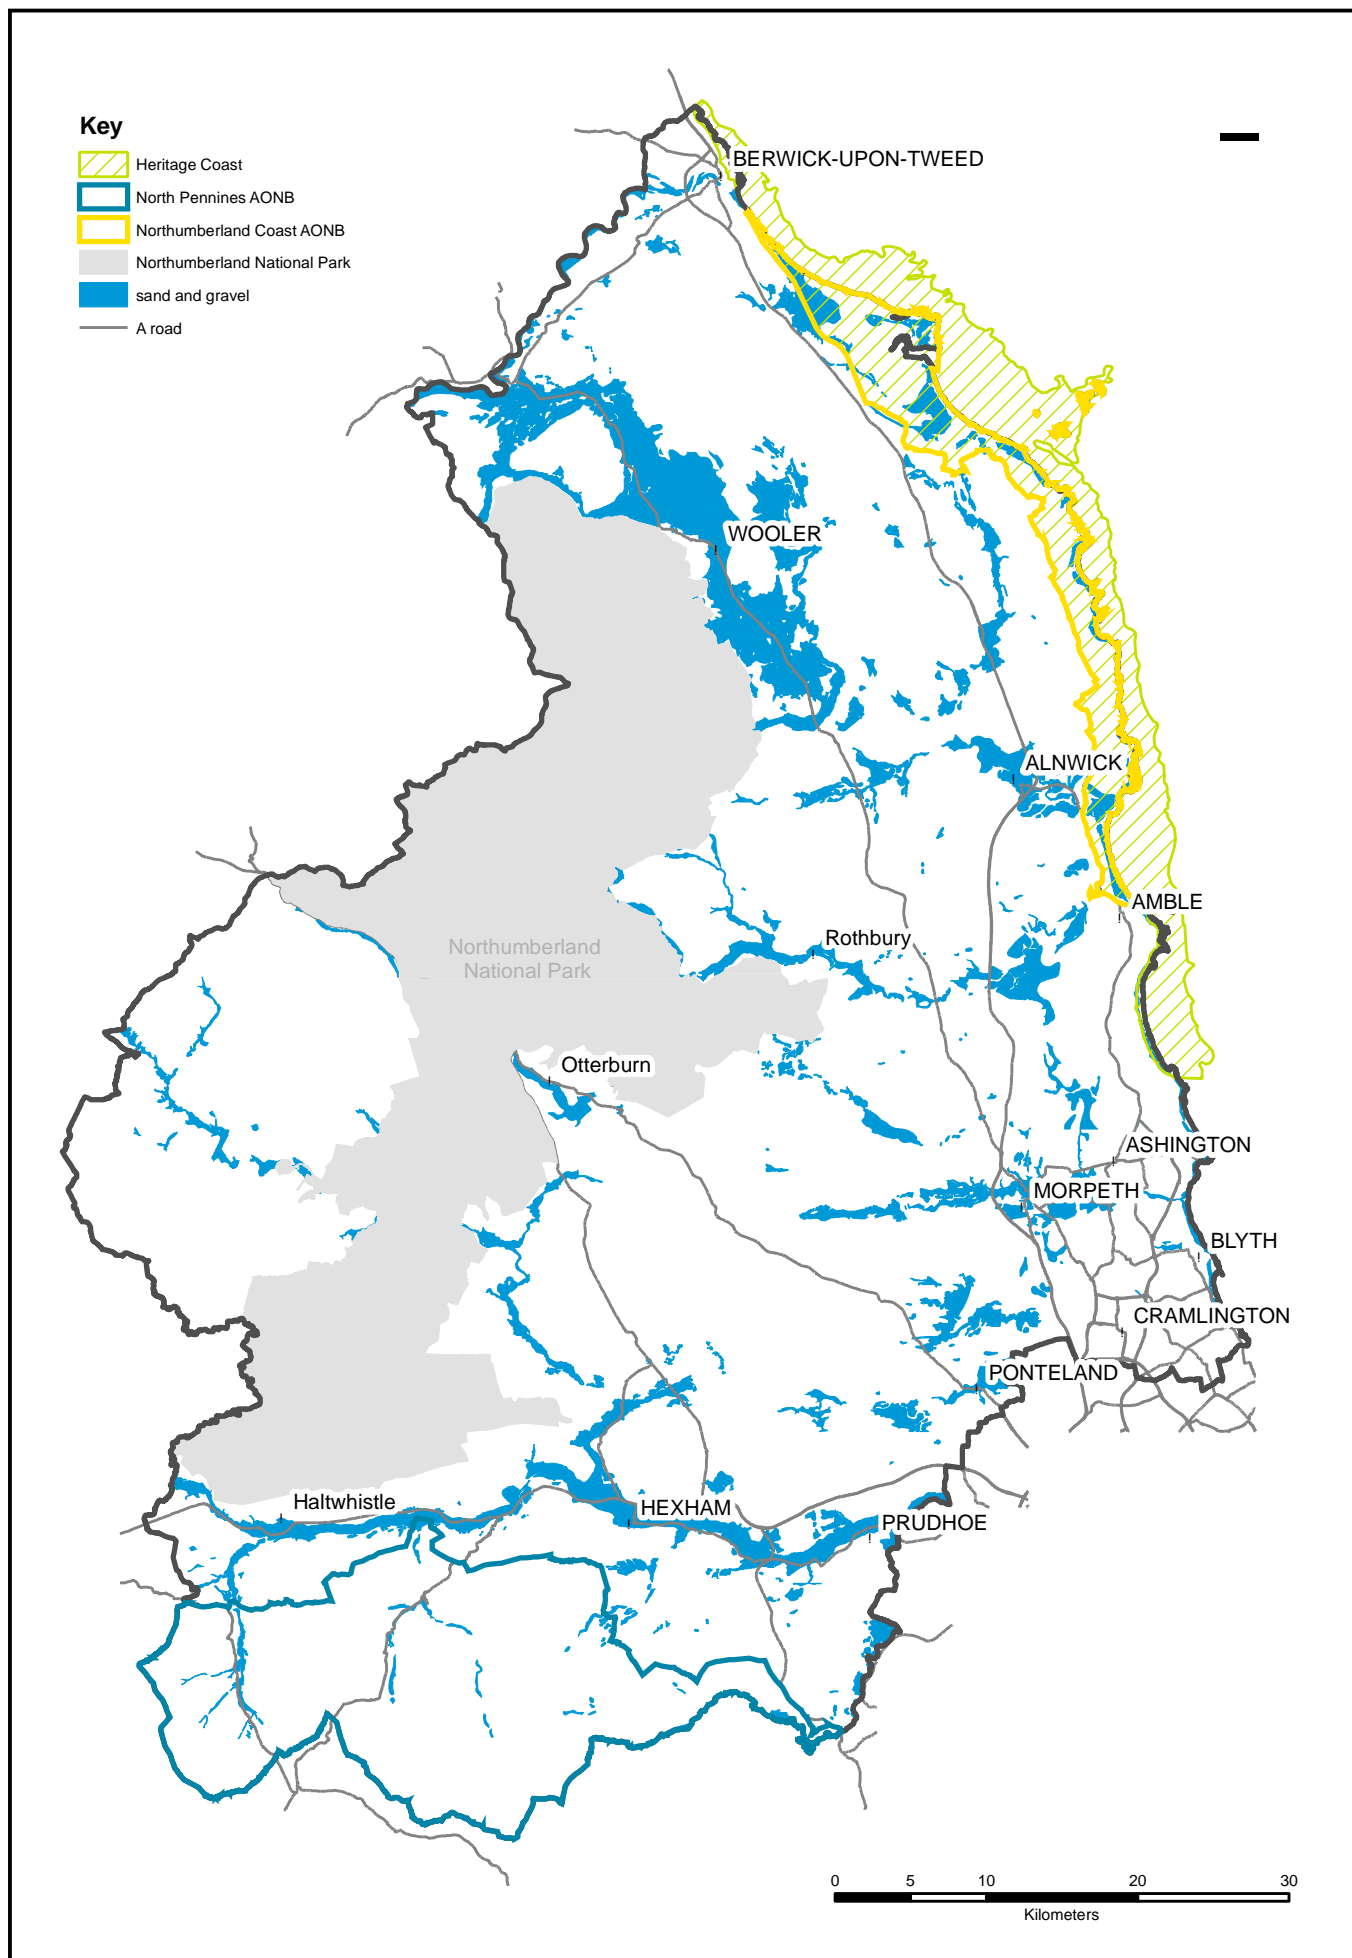 Key
Heritage Coast
North Pennines AONB
Northumberland Coast AONB
Northumberland National Park
sand and gravel
A road
BERWICK-UPON-TWEED
WOOLER
ALNWICK
AMBLE
Rothbury
Northumberland
National Park
Otterburn
ASHINGTON
MORPETH
BLYTH
CRAMLINGTON
PONTELAND
Haltwhistle
HEXHAM
PRUDHOE
0 5 10 20 30
Kilometers